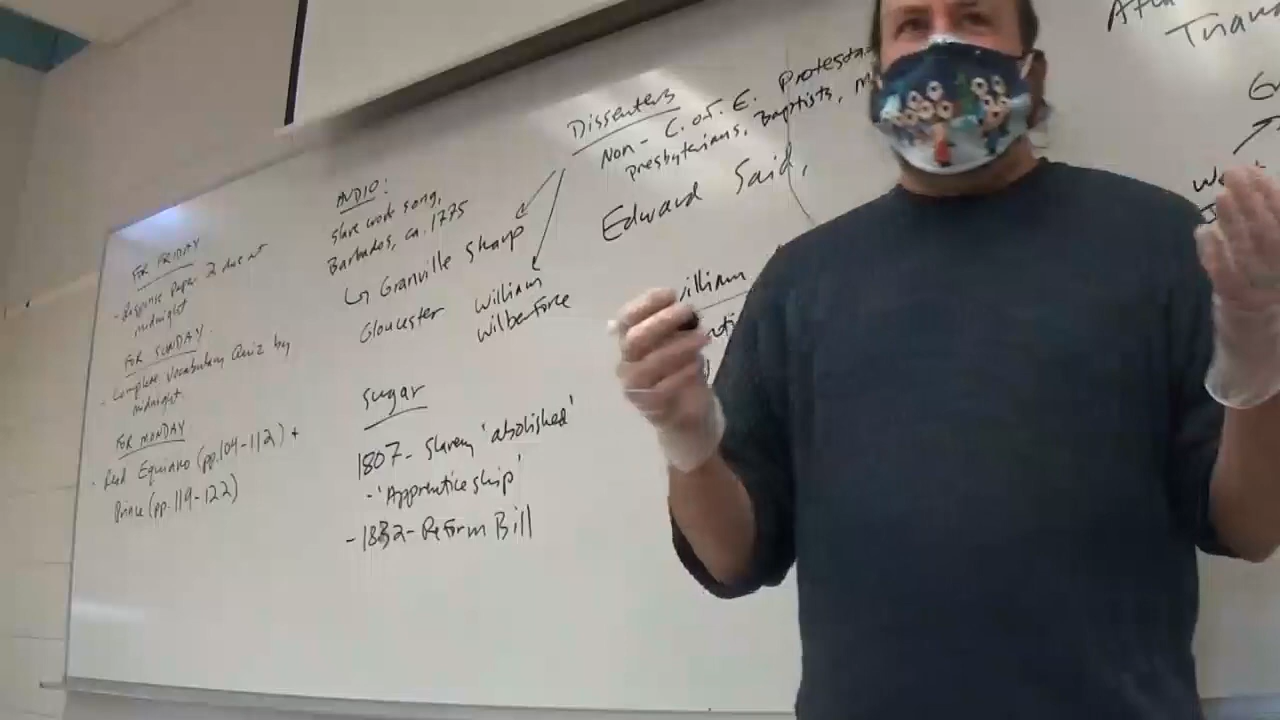 FOR FRIDAY
- Response Paper 2 due at
midnight
FOR SUNDAY
- Complete Vocabulary Quiz by
midnight
FOR MONDAY
- Read Equiano (pp. 104-112) +
Prince (pp. 119-122)
AUDIO:
slave work song,
Barbados, ca. 1775
↳ Granville Sharp
Gloucester
William
Wilberforce
sugar
1807 - Slavery 'abolished'
- 'Apprenticeship'
- 1832 - Reform Bill
Dissenters
Non - C. of E. Protesta
presbyterians, Baptists, M
Edward Said,
William